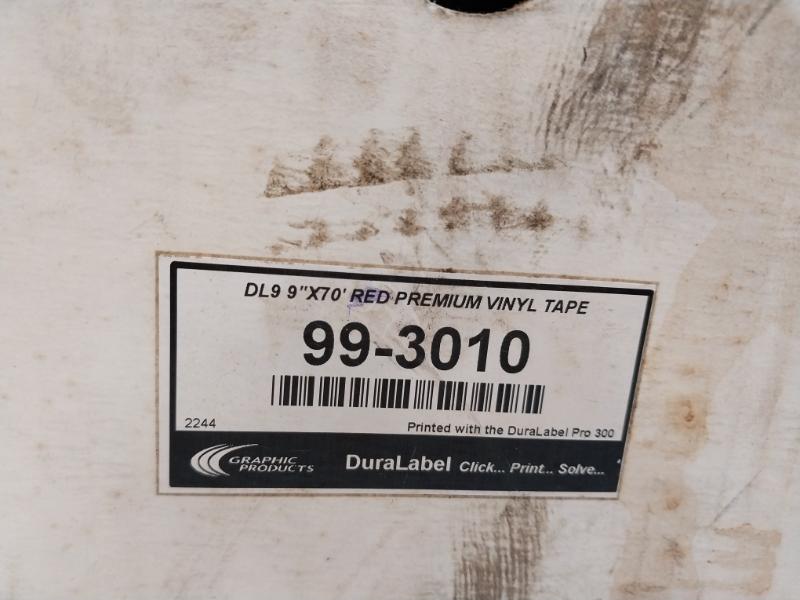 DL9 9"X70' RED PREMIUM VINYL TAPE
99-3010
2244
Printed with the DuraLabel Pro 300
GRAPHIC
PRODUCTS
DuraLabel Click... Print... Solve...